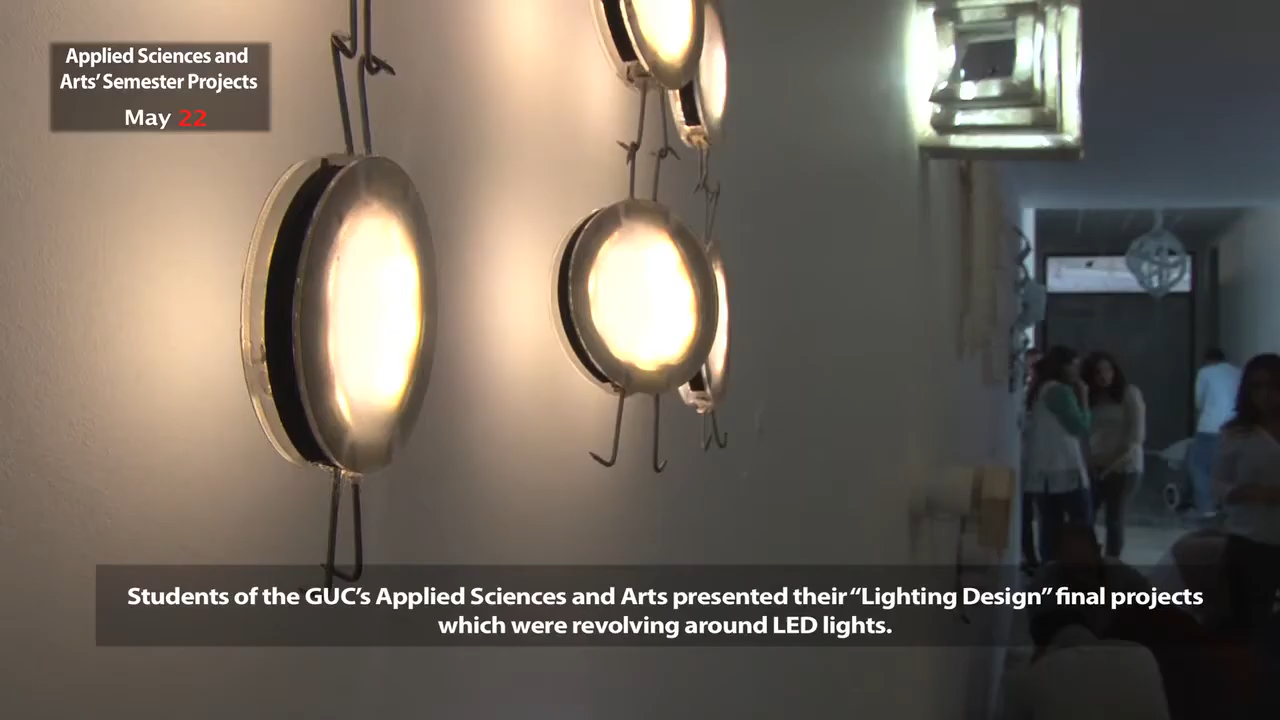 Applied Sciences and
Arts’ Semester Projects
May 22
Students of the GUC’s Applied Sciences and Arts presented their “Lighting Design” final projects
which were revolving around LED lights.